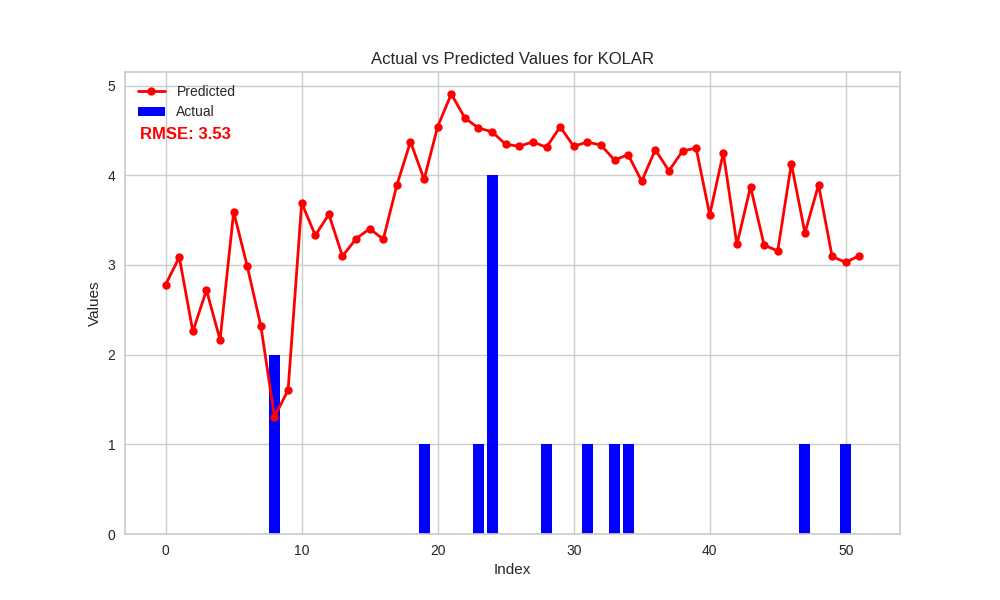 Actual vs Predicted Values for KOLAR
Predicted
Actual
RMSE: 3.53
Values
5
4
3
2
1
0
0 10 20 30 40 50
Index